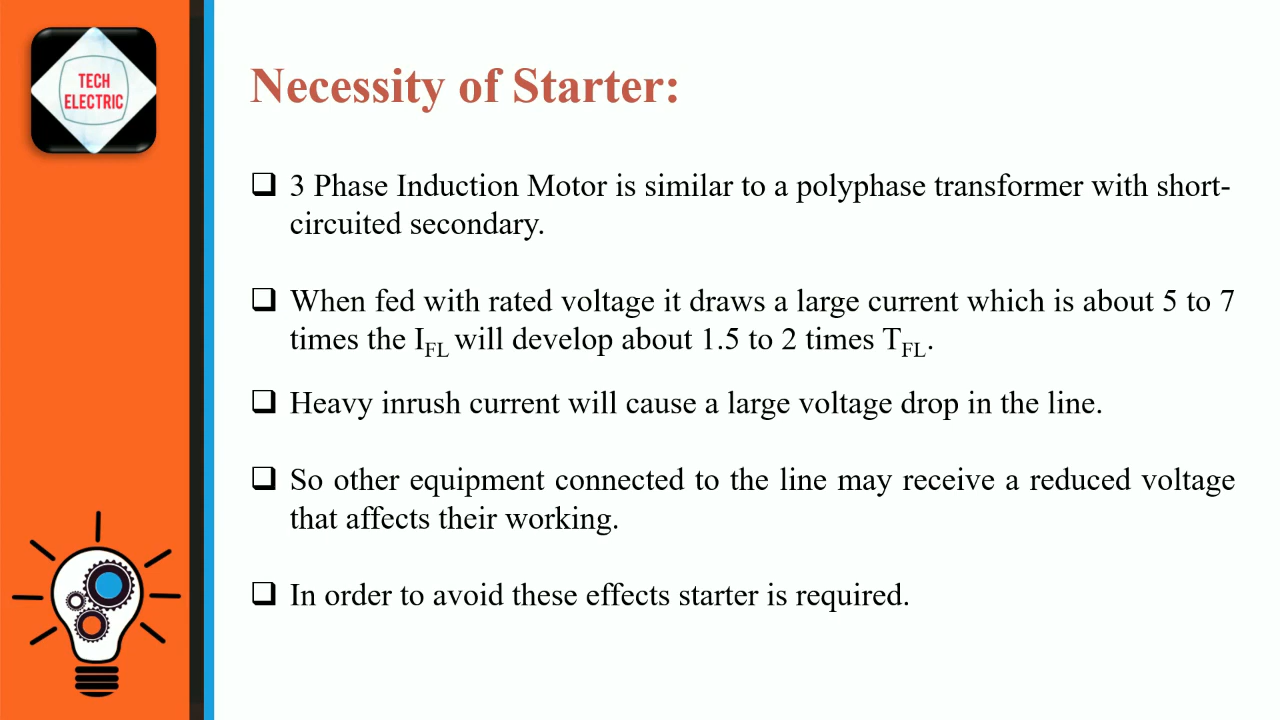 TECH
ELECTRIC
Necessity of Starter:
❑ 3 Phase Induction Motor is similar to a polyphase transformer with short-
circuited secondary.
❑ When fed with rated voltage it draws a large current which is about 5 to 7
times the I_FL will develop about 1.5 to 2 times T_FL.
❑ Heavy inrush current will cause a large voltage drop in the line.
❑ So other equipment connected to the line may receive a reduced voltage
that affects their working.
❑ In order to avoid these effects starter is required.